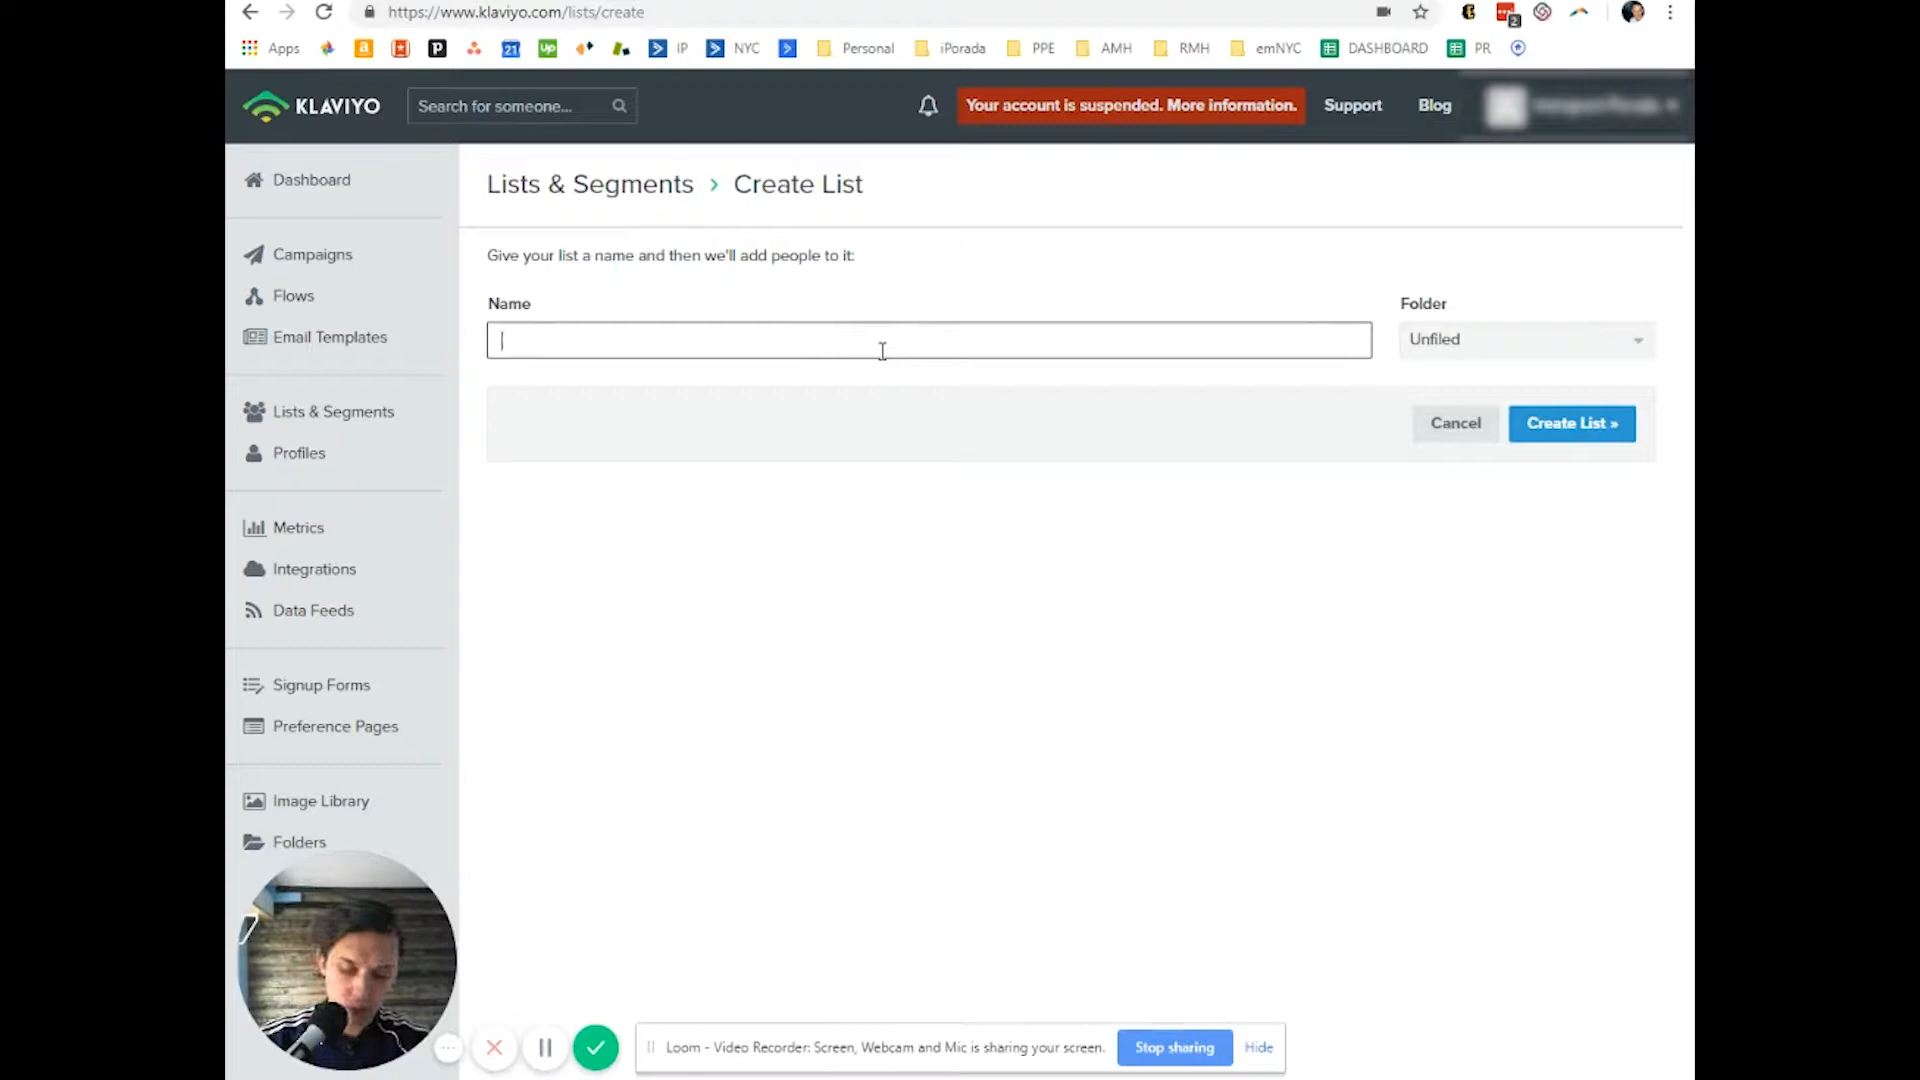 https://www.klaviyo.com/lists/create
2
Apps
a
P
21
up
IP
NYC
Personal
iPorada
PPE
AMH
RMH
emNYC
DASHBOARD
PR
KLAVIYO
Search for someone...
Your account is suspended. More information.
Support
Blog
Dashboard
Campaigns
Flows
Email Templates
Lists & Segments
Profiles
Metrics
Integrations
Data Feeds
Signup Forms
Preference Pages
Image Library
Folders
Lists & Segments › Create List
Give your list a name and then we'll add people to it:
Name
Folder
Unfiled
Cancel
Create List »
Loom - Video Recorder: Screen, Webcam and Mic is sharing your screen.
Stop sharing
Hide